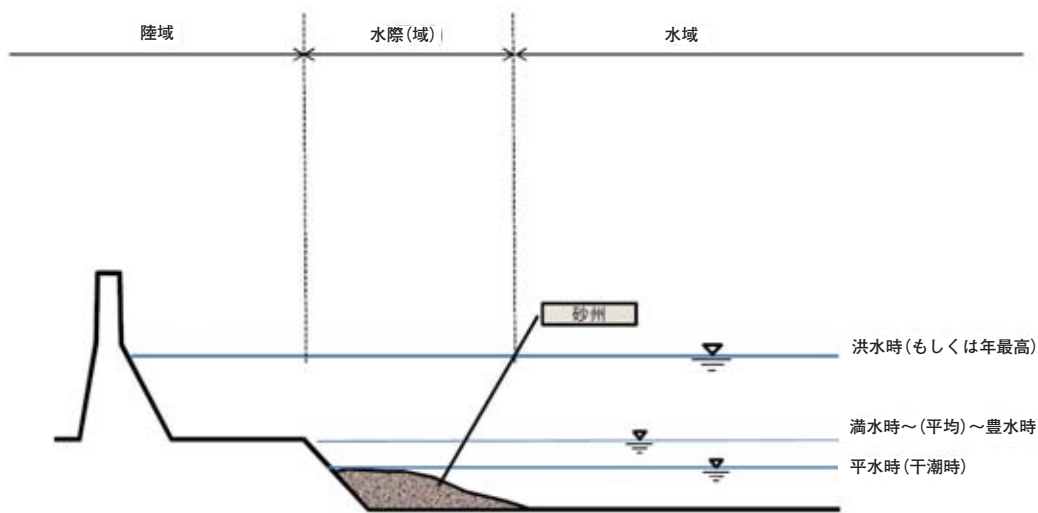 陸域
水際(域)
水域
砂州
洪水時(もしくは年最高)
満水時～(平均)～豊水時
平水時(干潮時)